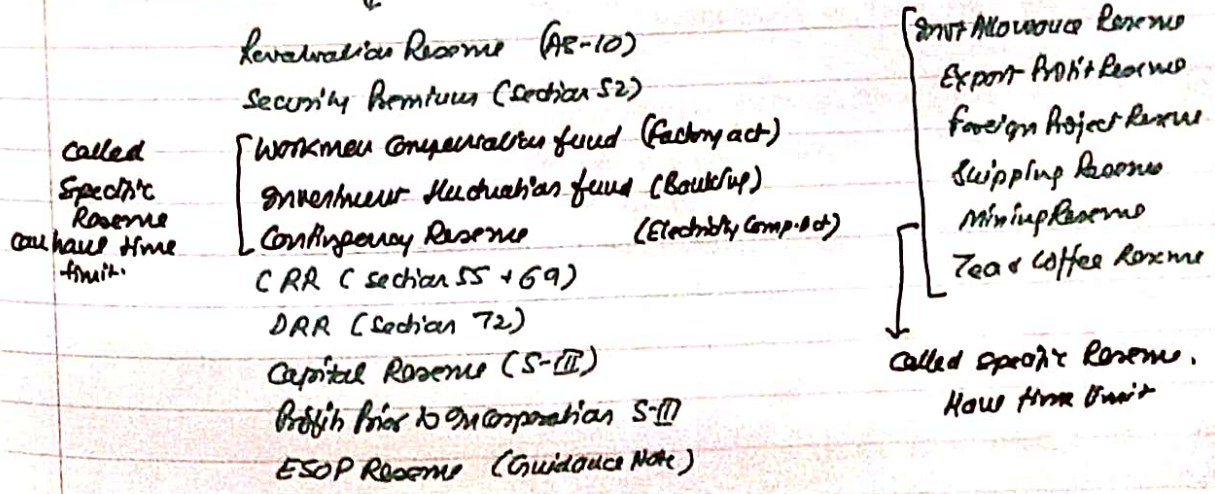 Revaluation Reserve (AS-10)
Security Premium (Section 52)
Workmen Compensation fund (Factory act)
Investment fluctuation fund (Banking)
Contingency Reserve (Electricity Comp. Act)
called
Specific
Reserve
can have time
limit.
CRR (Section 55 + 69)
DRR (Section 72)
Capital Reserve (S-III)
Profit Prior to Incorporation S-III
ESOP Reserve (Guidance Note)
Invt Allowance Reserve
Export Profit Reserve
Foreign Project Reserve
Shipping Reserve
Mining Reserve
Tea & Coffee Reserve
Called Specific Reserve.
Have time limit